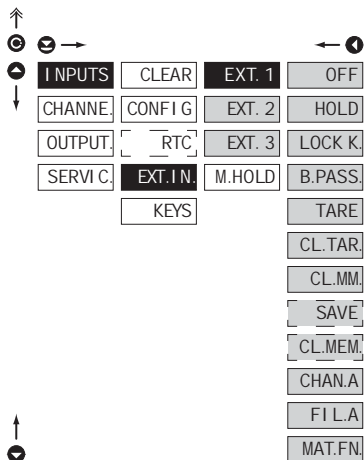 INPUTS CLEAR EXT. 1 OFF
CHANNE. CONFIG EXT. 2 HOLD
OUTPUT. RTC EXT. 3 LOCK K.
SERVIC. EXT.IN. M.HOLD B.PASS.
KEYS TARE
CL.TAR.
CL.MM.
SAVE
CL.MEM.
CHAN.A
FIL.A
MAT.FN.